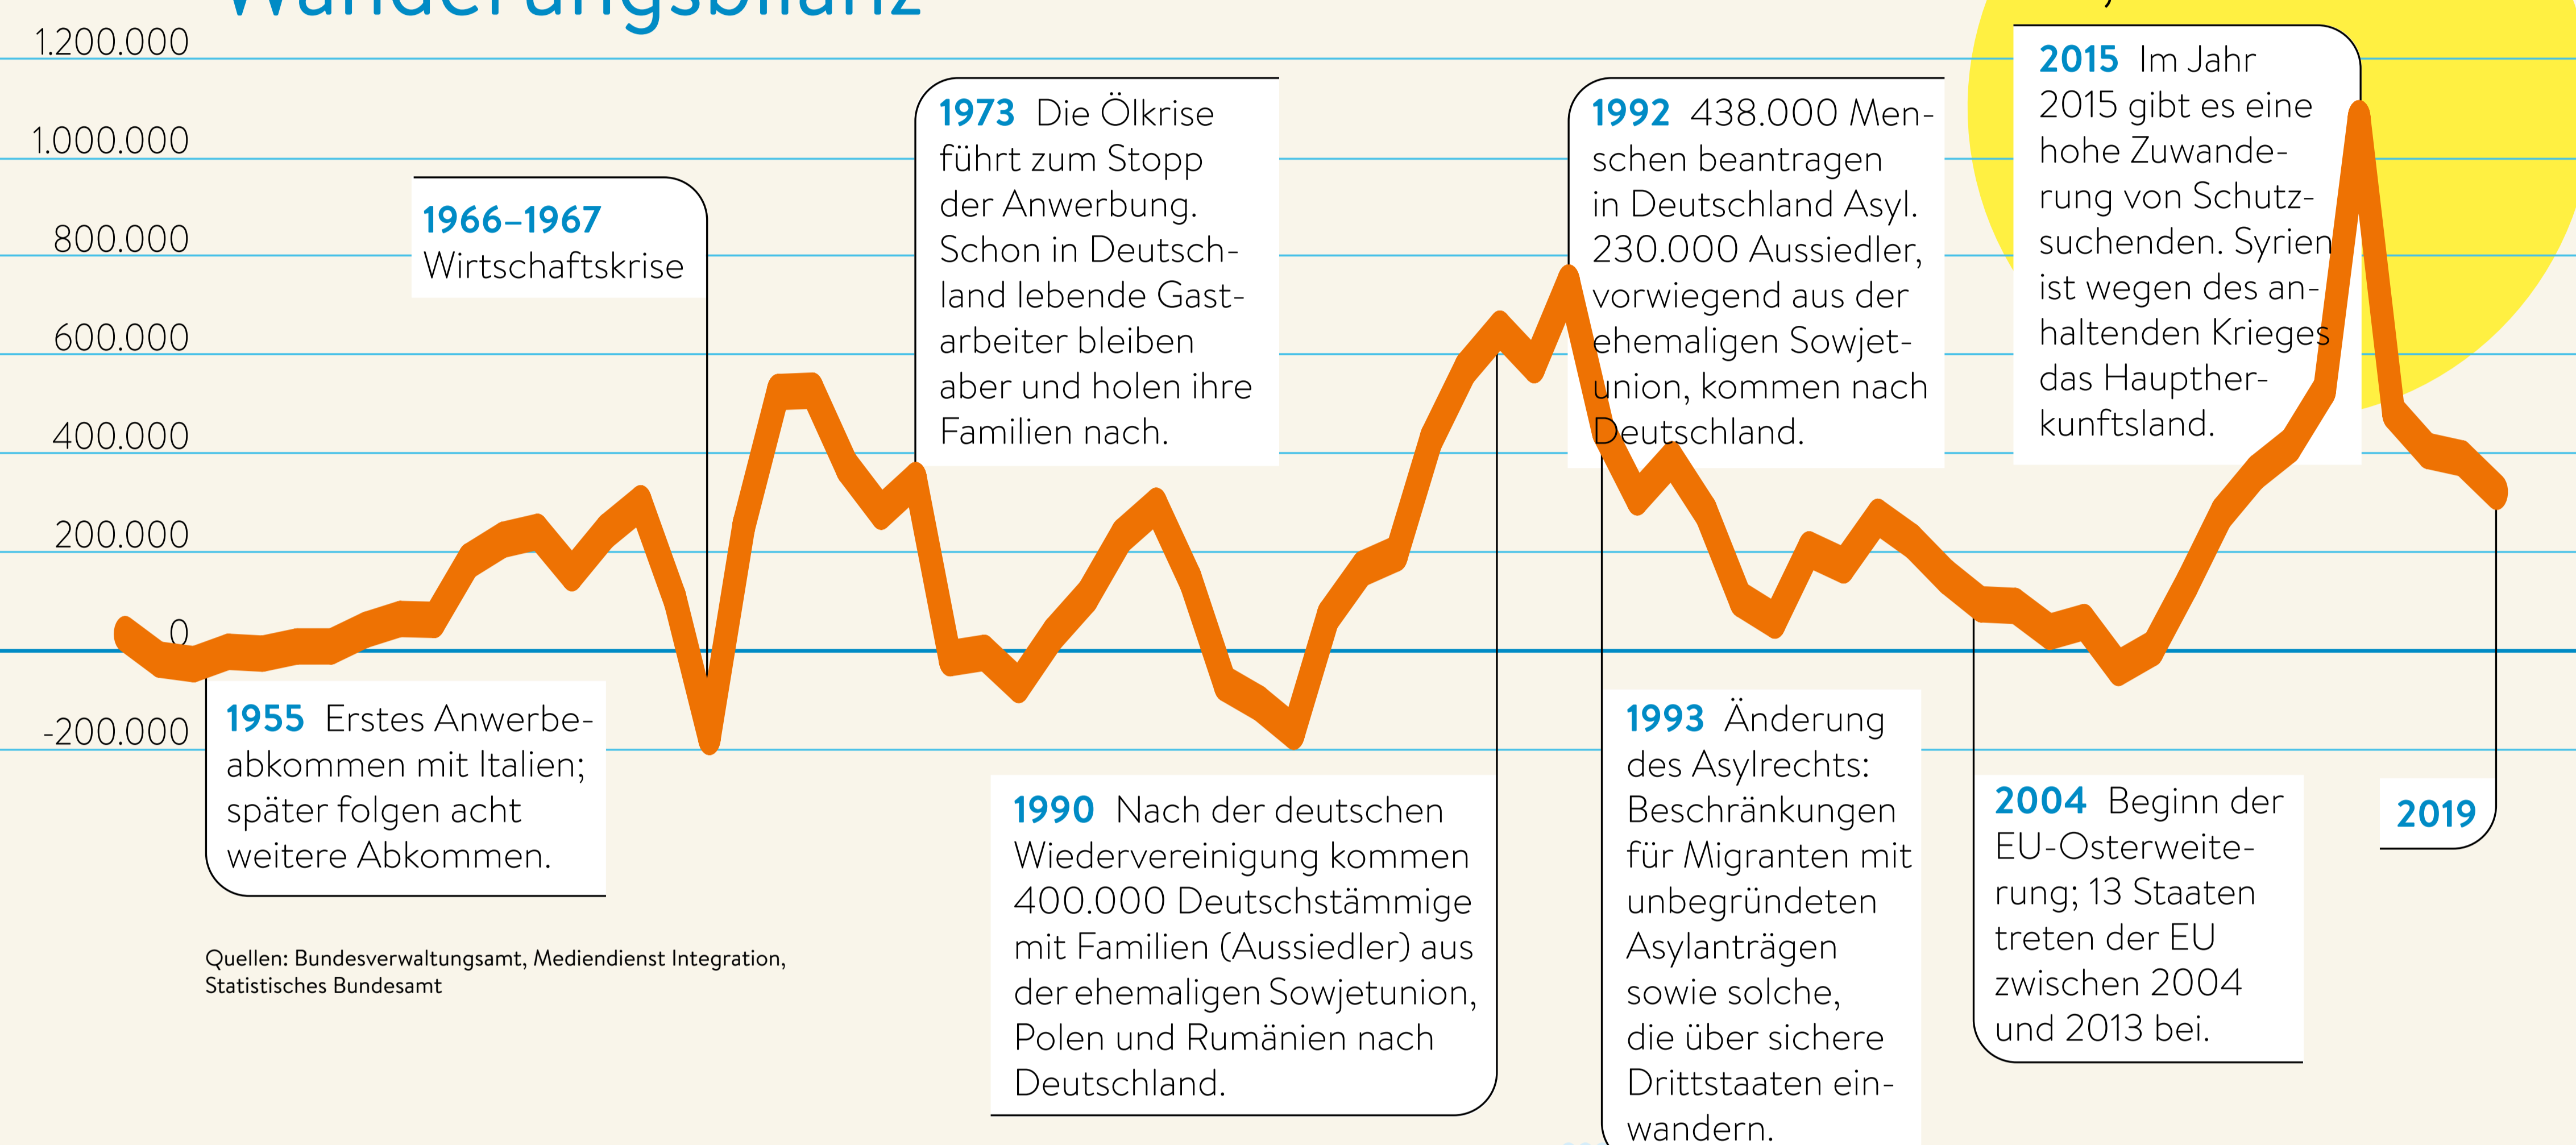 Wanderungsbilanz
1.200.000
1.000.000
800.000
600.000
400.000
200.000
0
-200.000
1966–1967
Wirtschaftskrise
1973 Die Ölkrise
führt zum Stopp
der Anwerbung.
Schon in Deutsch-
land lebende Gast-
arbeiter bleiben
aber und holen ihre
Familien nach.
1992 438.000 Men-
schen beantragen
in Deutschland Asyl.
230.000 Aussiedler,
vorwiegend aus der
ehemaligen Sowjet-
union, kommen nach
Deutschland.
2015 Im Jahr
2015 gibt es eine
hohe Zuwande-
rung von Schutz-
suchenden. Syrien
ist wegen des an-
haltenden Krieges
das Haupther-
kunftsland.
1955 Erstes Anwerbe-
abkommen mit Italien;
später folgen acht
weitere Abkommen.
1990 Nach der deutschen
Wiedervereinigung kommen
400.000 Deutschstämmige
mit Familien (Aussiedler) aus
der ehemaligen Sowjetunion,
Polen und Rumänien nach
Deutschland.
1993 Änderung
des Asylrechts:
Beschränkungen
für Migranten mit
unbegründeten
Asylanträgen
sowie solche,
die über sichere
Drittstaaten ein-
wandern.
2004 Beginn der
EU-Osterweite-
rung; 13 Staaten
treten der EU
zwischen 2004
und 2013 bei.
2019
Quellen: Bundesverwaltungsamt, Mediendienst Integration,
Statistisches Bundesamt